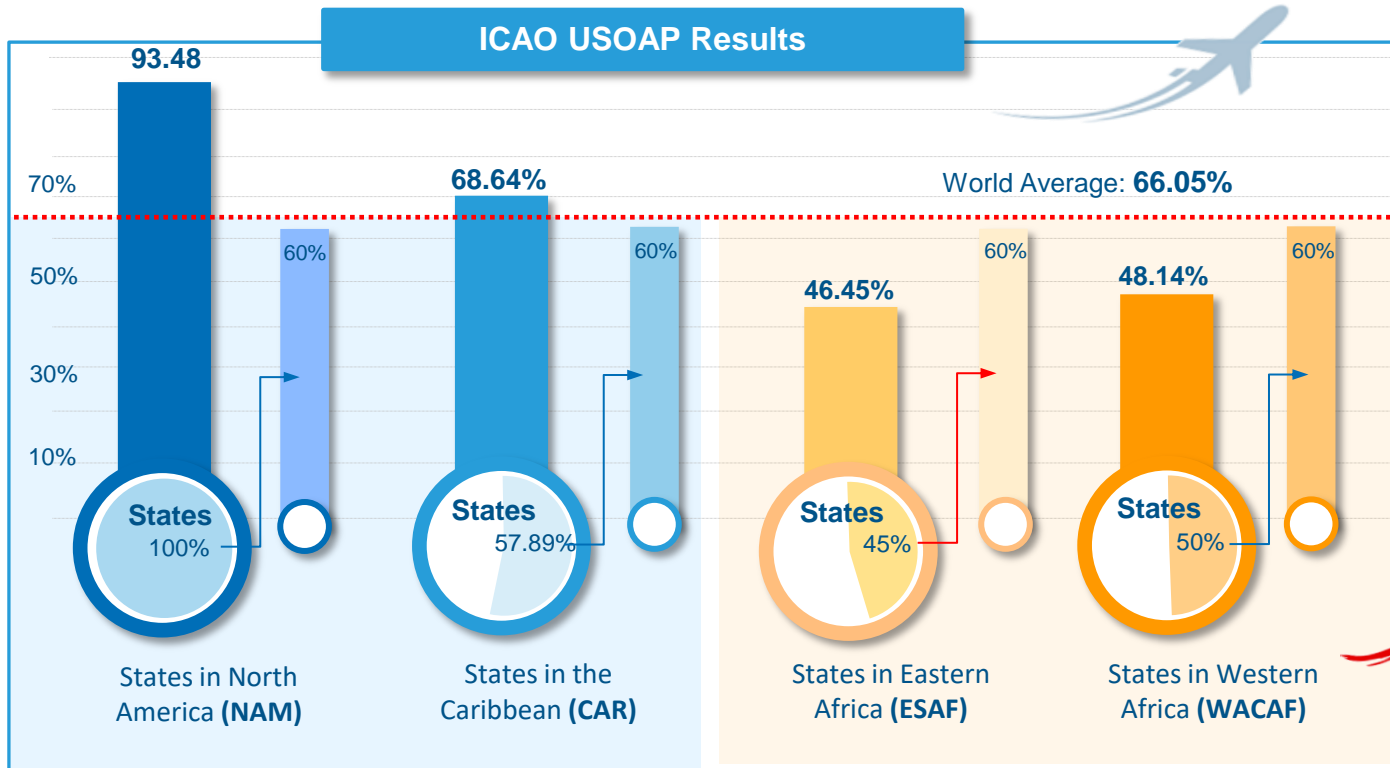 ICAO USOAP Results
93.48
70%
68.64%
World Average: 66.05%
60%
60%
60%
60%
50%
46.45%
48.14%
30%
10%
States
100%
States
57.89%
States
45%
States
50%
States in North
America (NAM)
States in the
Caribbean (CAR)
States in Eastern
Africa (ESAF)
States in Western
Africa (WACAF)